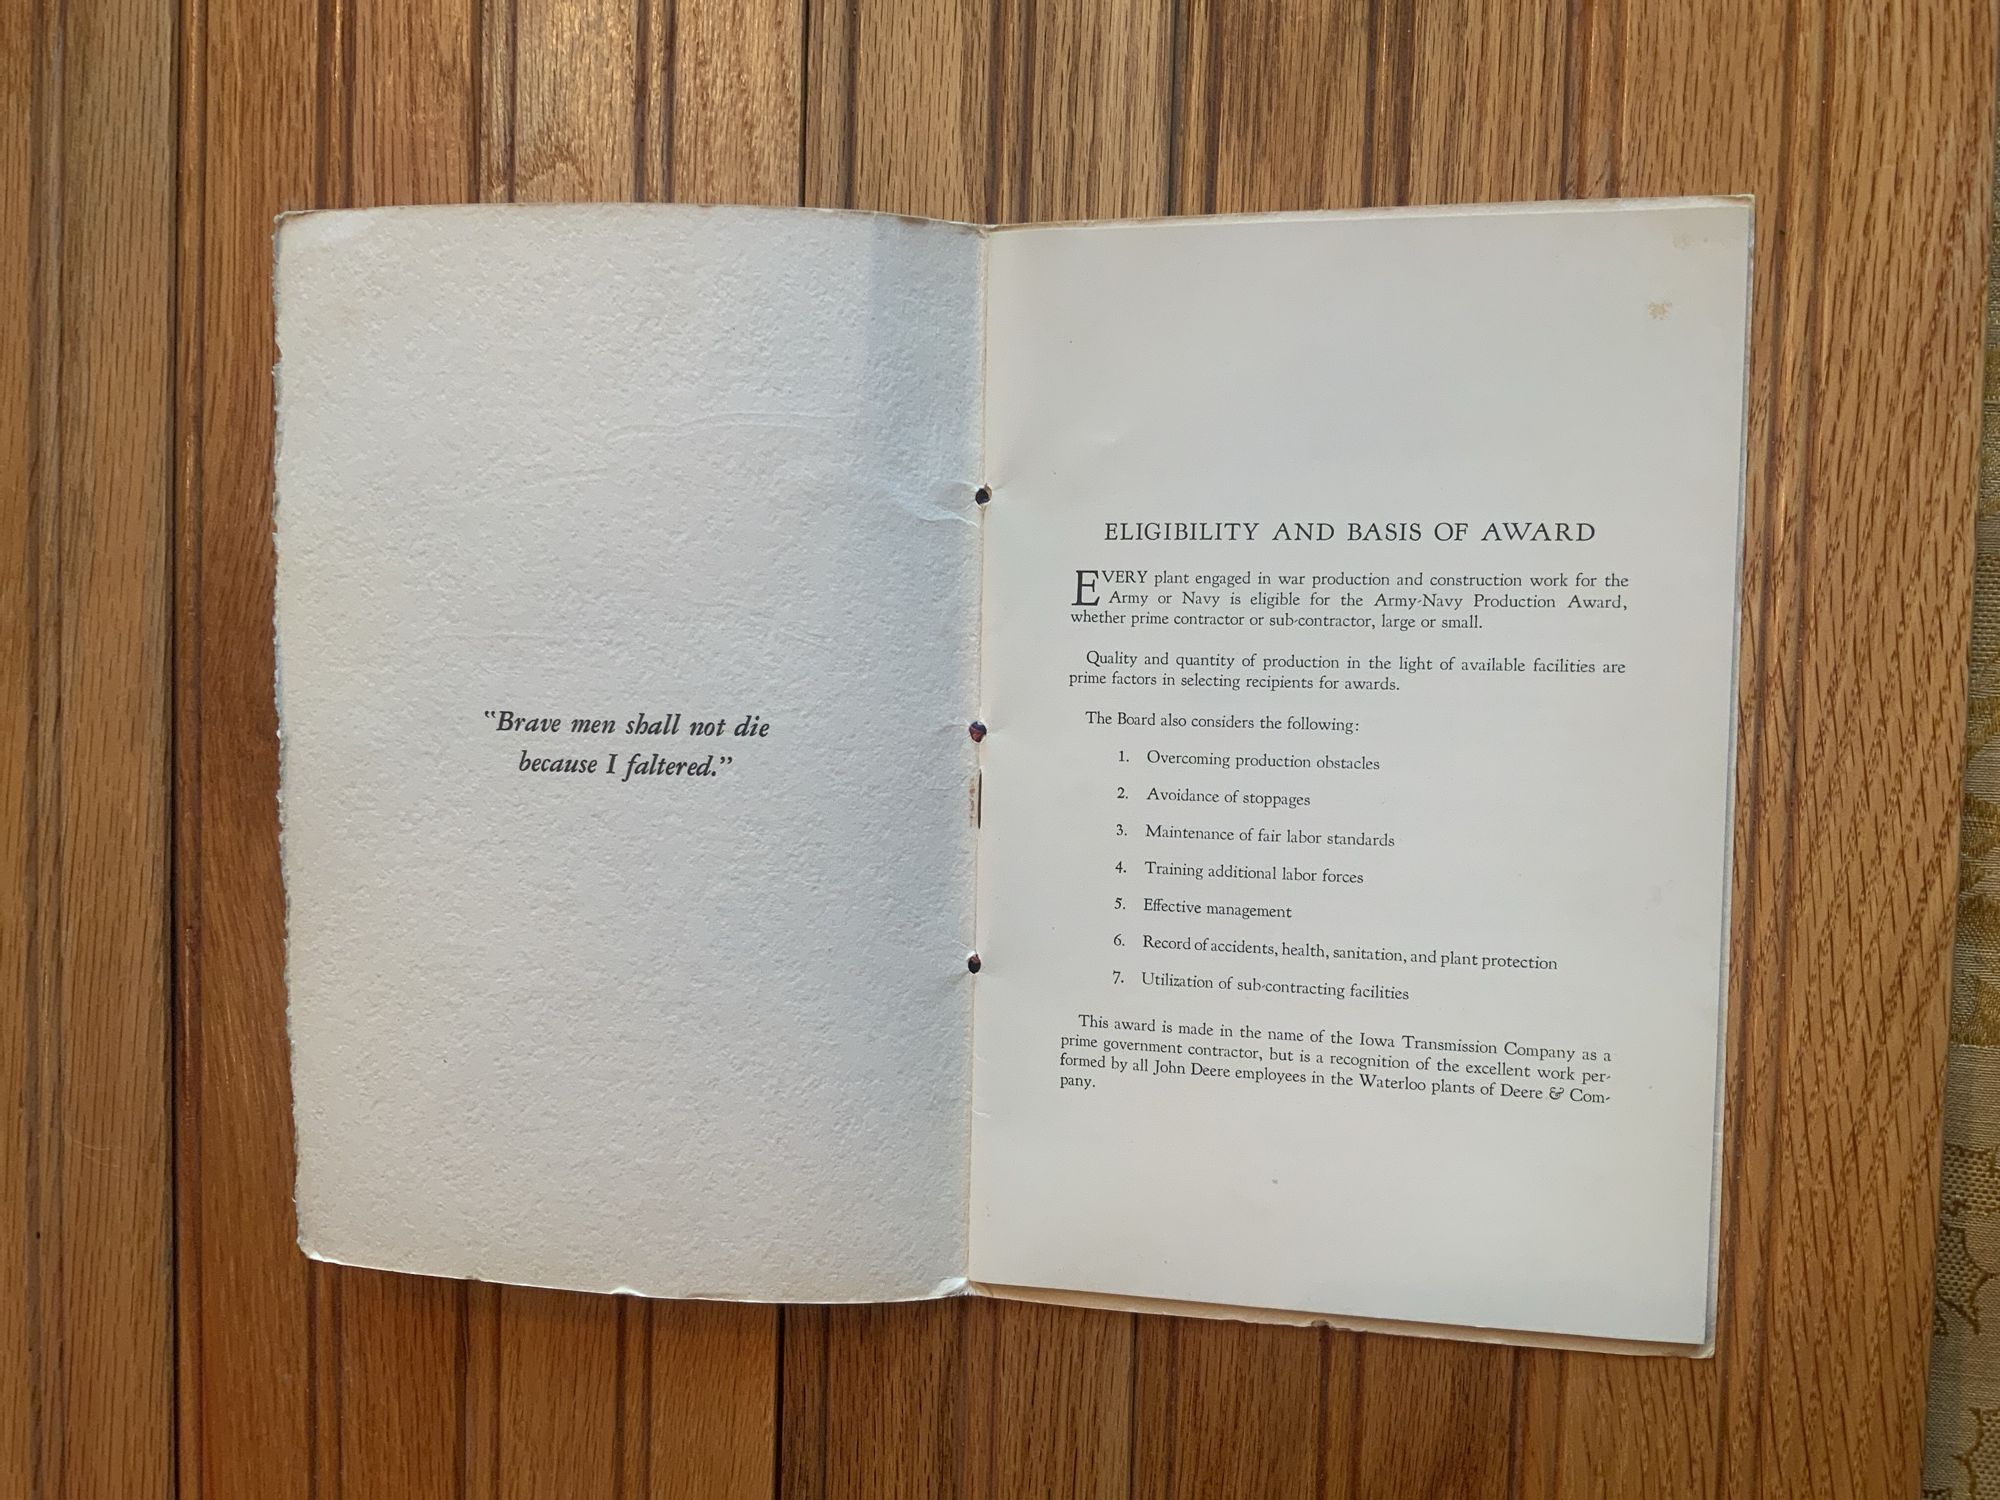 "Brave men shall not die
because I faltered."
ELIGIBILITY AND BASIS OF AWARD
EVERY plant engaged in war production and construction work for the
Army or Navy is eligible for the Army-Navy Production Award,
whether prime contractor or sub-contractor, large or small.
Quality and quantity of production in the light of available facilities are
prime factors in selecting recipients for awards.
The Board also considers the following:
1. Overcoming production obstacles
2. Avoidance of stoppages
3. Maintenance of fair labor standards
4. Training additional labor forces
5. Effective management
6. Record of accidents, health, sanitation, and plant protection
7. Utilization of sub-contracting facilities
This award is made in the name of the Iowa Transmission Company as a
prime government contractor, but is a recognition of the excellent work per-
formed by all John Deere employees in the Waterloo plants of Deere & Com-
pany.